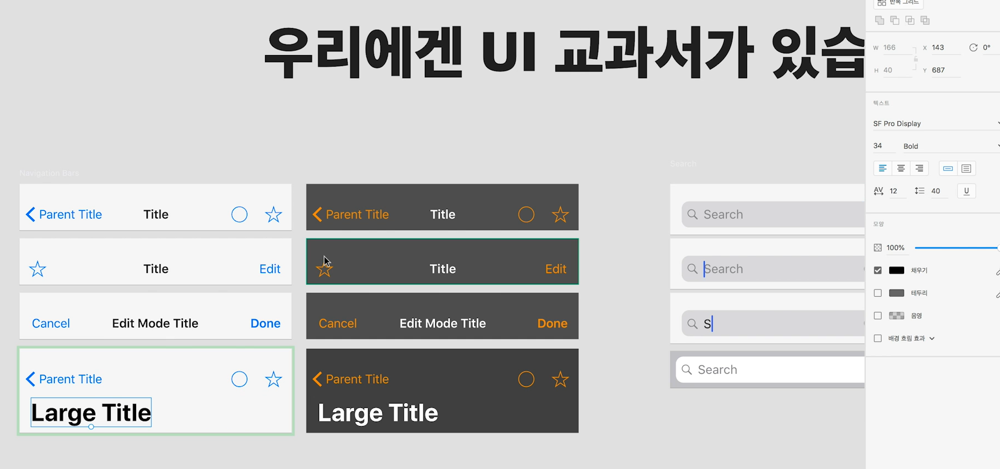 우리에겐 UI 교과서가 있습
Navigation Bars
Parent Title
Title
Title
Edit
Cancel
Edit Mode Title
Done
Parent Title
Large Title
Parent Title
Title
Title
Edit
Cancel
Edit Mode Title
Done
Parent Title
Large Title
Search
Search
Search
S
Search
반복 그리드
W 166
X 143
0°
H 40
Y 687
텍스트
SF Pro Display
34
Bold
AV 12
40
U
모양
100%
채우기
테두리
음영
배경 흐림 효과